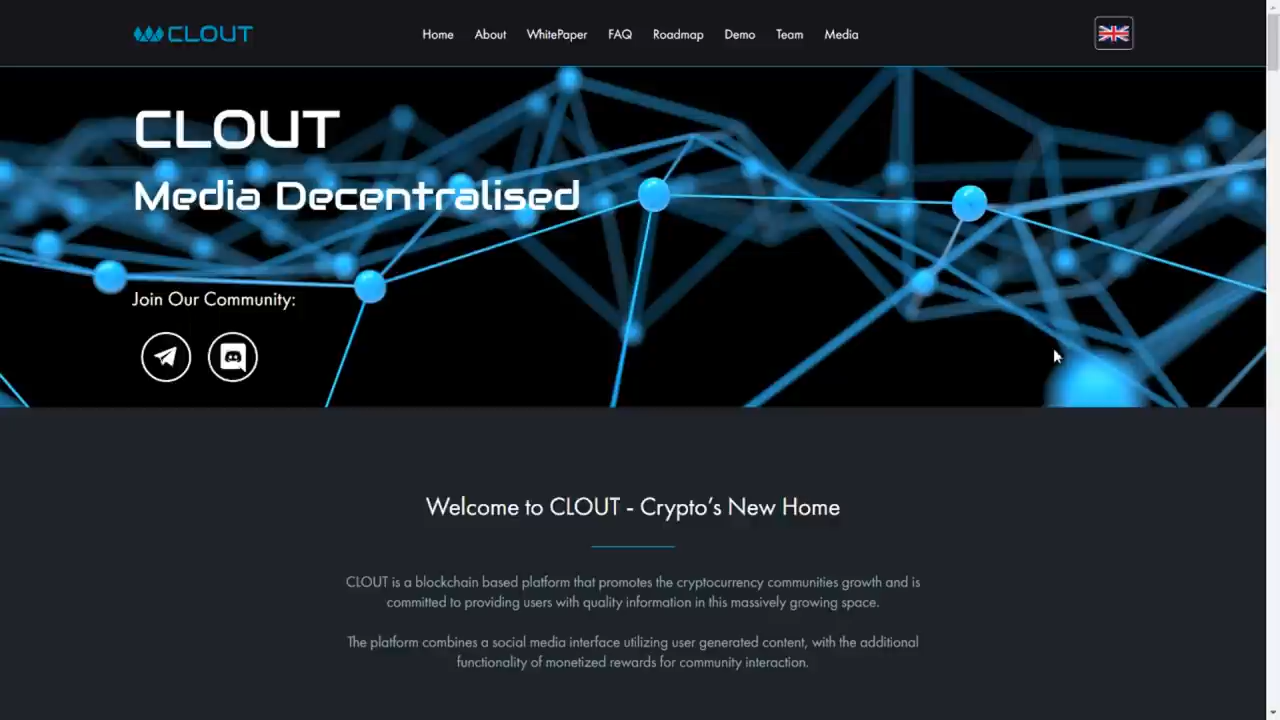 CLOUT
Home About WhitePaper FAQ Roadmap Demo Team Media
CLOUT
Media Decentralised
Join Our Community:
Welcome to CLOUT - Crypto's New Home
CLOUT is a blockchain based platform that promotes the cryptocurrency communities growth and is
committed to providing users with quality information in this massively growing space.
The platform combines a social media interface utilizing user generated content, with the additional
functionality of monetized rewards for community interaction.